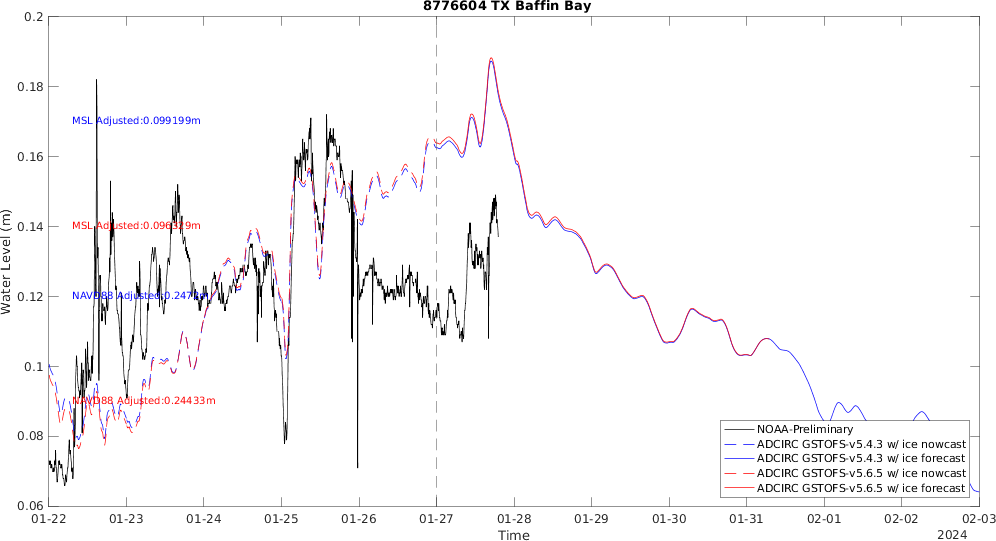 8776604 TX Baffin Bay
Water Level (m)
0.2
0.18
0.16
0.14
0.12
0.1
0.08
0.06
MSL Adjusted:0.099199m
MSL Adjusted:0.096329m
NAVD88 Adjusted:0.2472m
NAVD88 Adjusted:0.24433m
NOAA-Preliminary
ADCIRC GSTOFS-v5.4.3 w/ ice nowcast
ADCIRC GSTOFS-v5.4.3 w/ ice forecast
ADCIRC GSTOFS-v5.6.5 w/ ice nowcast
ADCIRC GSTOFS-v5.6.5 w/ ice forecast
01-22 01-23 01-24 01-25 01-26 01-27 01-28 01-29 01-30 01-31 02-01 02-02 02-03
Time
2024